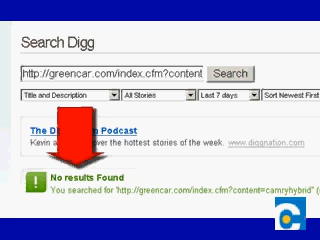 Search Digg
http://greencar.com/index.cfm?content Search
Title and Description All Stories Last 7 days Sort Newest First
The Podcast
Kevin over the hottest stories of the week. www.diggnation.com
No results Found
You searched for 'http://greencar.com/index.cfm?content=camryhybrid" (